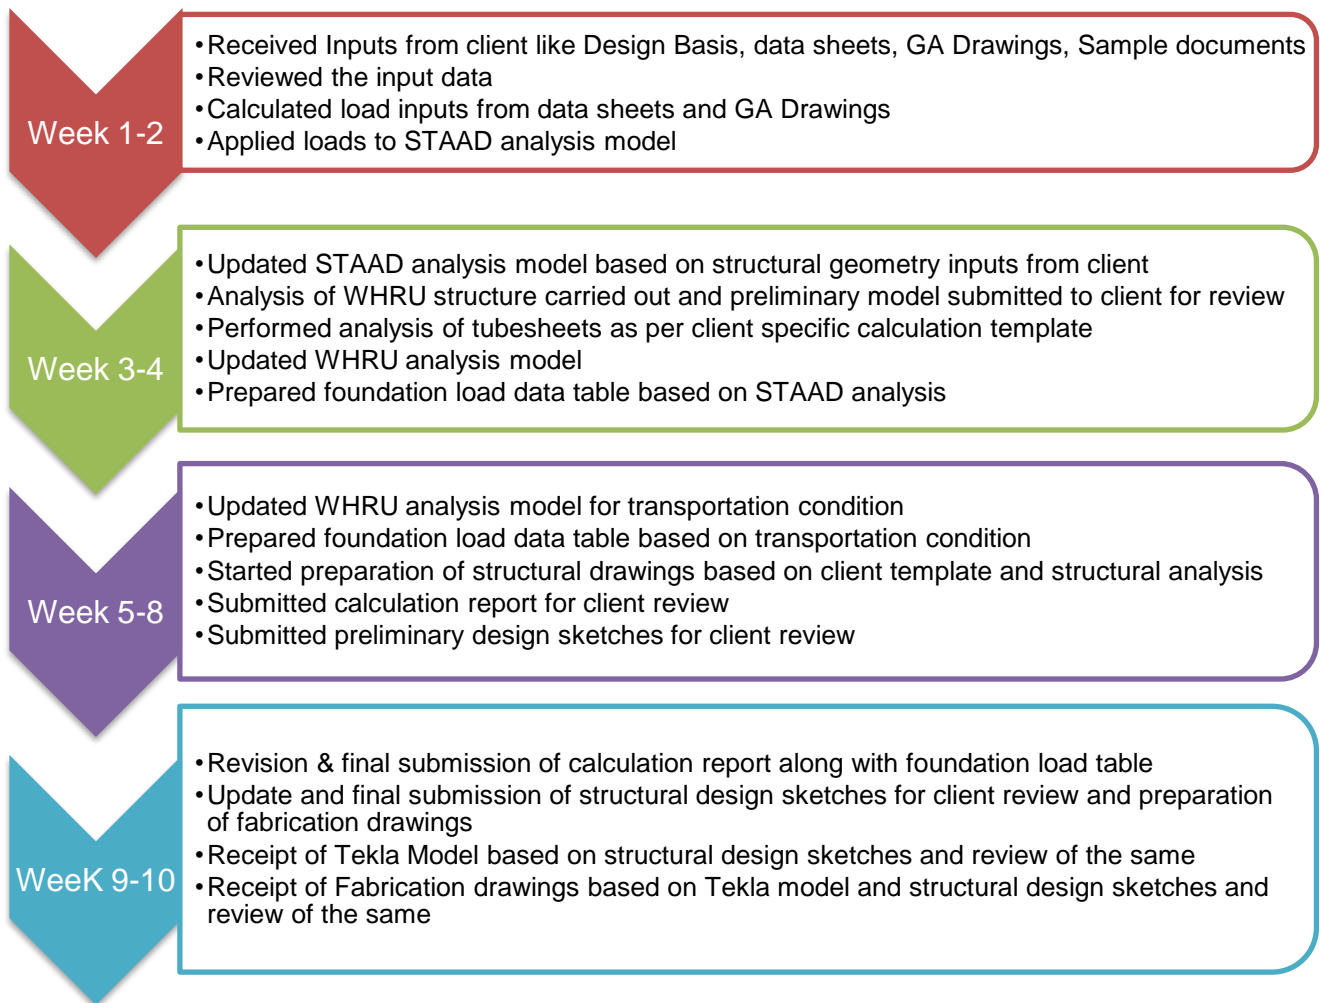 Week 1-2
•Received Inputs from client like Design Basis, data sheets, GA Drawings, Sample documents
•Reviewed the input data
•Calculated load inputs from data sheets and GA Drawings
•Applied loads to STAAD analysis model
Week 3-4
•Updated STAAD analysis model based on structural geometry inputs from client
•Analysis of WHRU structure carried out and preliminary model submitted to client for review
•Performed analysis of tubesheets as per client specific calculation template
•Updated WHRU analysis model
•Prepared foundation load data table based on STAAD analysis
Week 5-8
•Updated WHRU analysis model for transportation condition
•Prepared foundation load data table based on transportation condition
•Started preparation of structural drawings based on client template and structural analysis
•Submitted calculation report for client review
•Submitted preliminary design sketches for client review
WeeK 9-10
•Revision & final submission of calculation report along with foundation load table
•Update and final submission of structural design sketches for client review and preparation
of fabrication drawings
•Receipt of Tekla Model based on structural design sketches and review of the same
•Receipt of Fabrication drawings based on Tekla model and structural design sketches and
review of the same